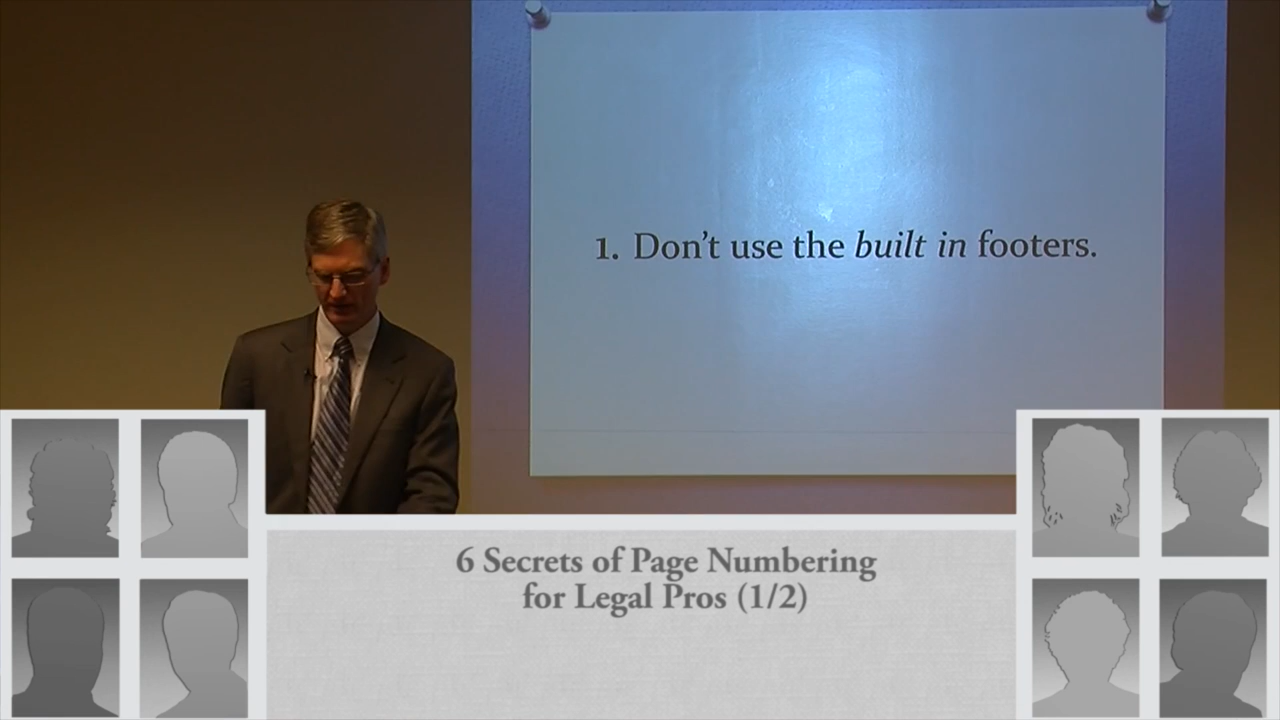 1. Don't use the built in footers.
6 Secrets of Page Numbering
for Legal Pros (1/2)